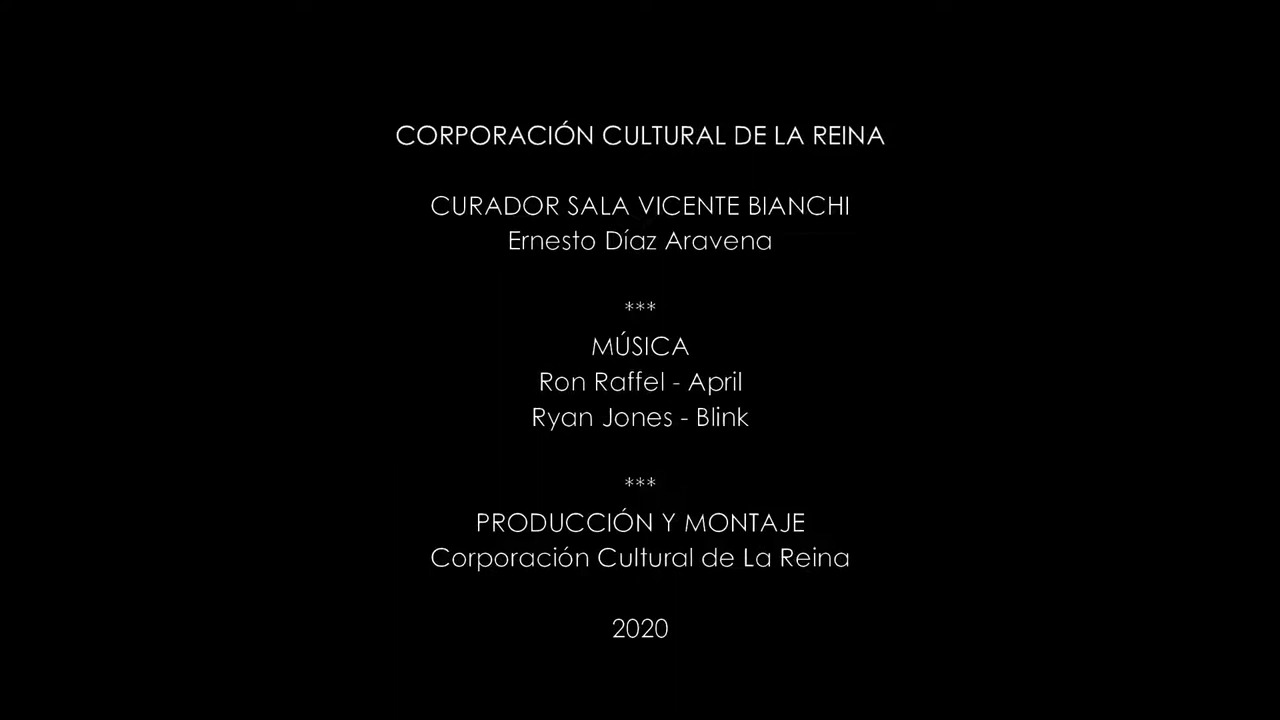 CORPORACIÓN CULTURAL DE LA REINA
CURADOR SALA VICENTE BIANCHI
Ernesto Díaz Aravena
***
MÚSICA
Ron Raffel - April
Ryan Jones - Blink
***
PRODUCCIÓN Y MONTAJE
Corporación Cultural de La Reina
2020